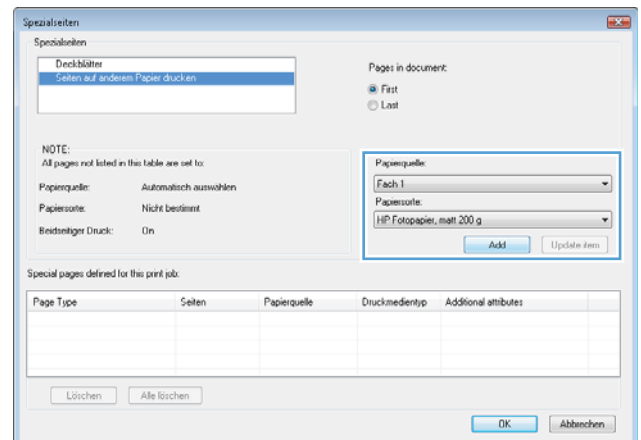 Spezialseiten
Spezialseiten
Deckblätter
Seiten auf anderem Papier drucken
Pages in document:
First
Last
NOTE:
All pages not listed in this table are set to:
Papierquelle: Automatisch auswählen
Papiersorte: Nicht bestimmt
Beidseitiger Druck: On
Papierquelle:
Fach 1
Papiersorte:
HP Fotopapier, matt 200 g
Add Update item
Special pages defined for this print job:
Page Type Seiten Papierquelle Druckmedientyp Additional attributes
Löschen Alle löschen
OK Abbrechen